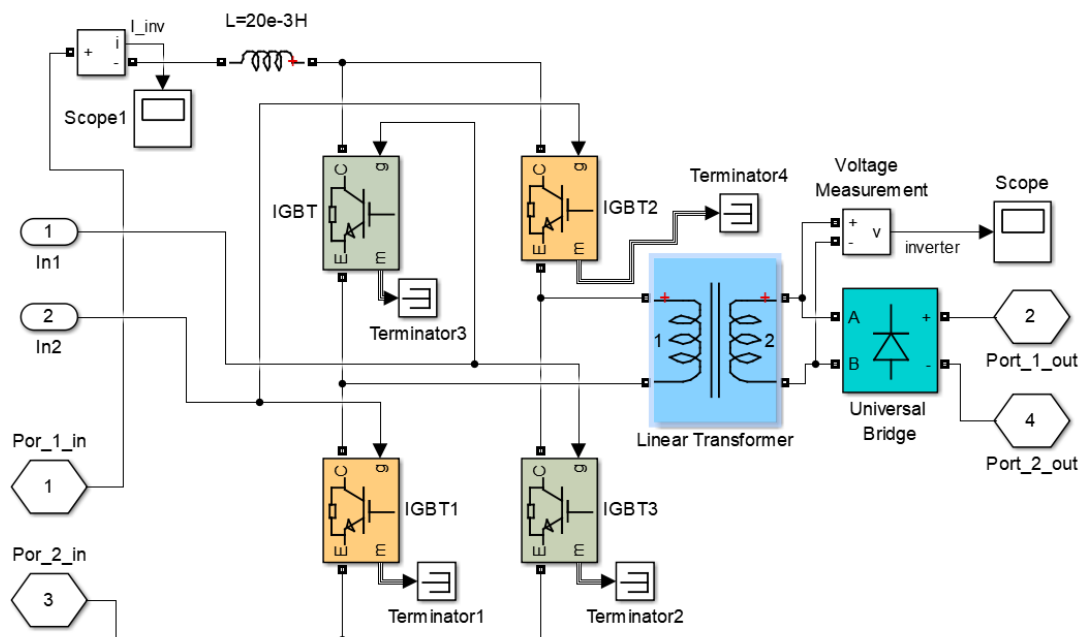 I_inv
L=20e-3H
+
i
-
Scope1
C
g
IGBT
E
m
Terminator3
C
g
IGBT2
E
m
Terminator4
Voltage
Measurement
+
-
v
inverter
Scope
1
In1
2
In2
1
2
Linear Transformer
A
B
+
-
Universal
Bridge
2
Port_1_out
4
Port_2_out
Por_1_in
1
Por_2_in
3
C
g
IGBT1
E
m
Terminator1
C
g
IGBT3
E
m
Terminator2